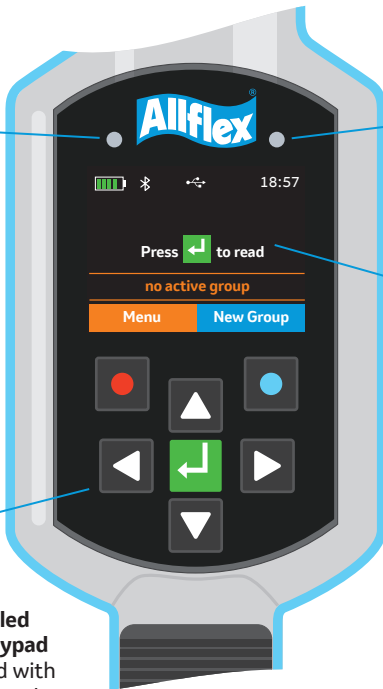 Allflex®
18:57
Press to read
no active group
Menu New Group
led
ypad
d with